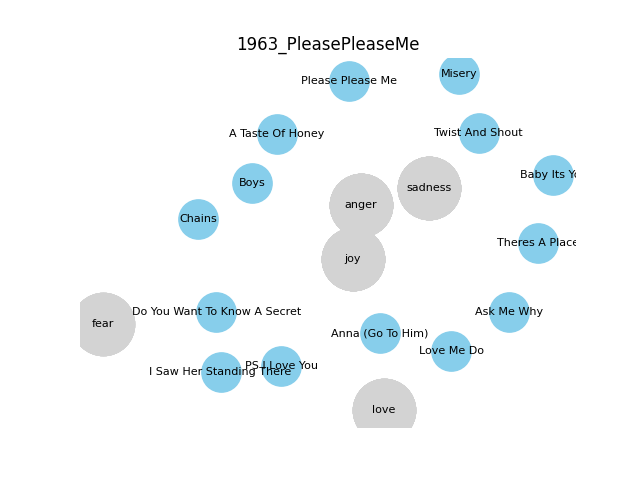 1963_PleasePleaseMe
Misery
Please Please Me
A Taste Of Honey
Twist And Shout
Baby Its Yo
Boys
sadness
anger
Chains
Theres A Place
joy
Do You Want To Know A Secret
Ask Me Why
fear
Anna (Go To Him)
Love Me Do
PS I Love You
I Saw Her Standing There
love